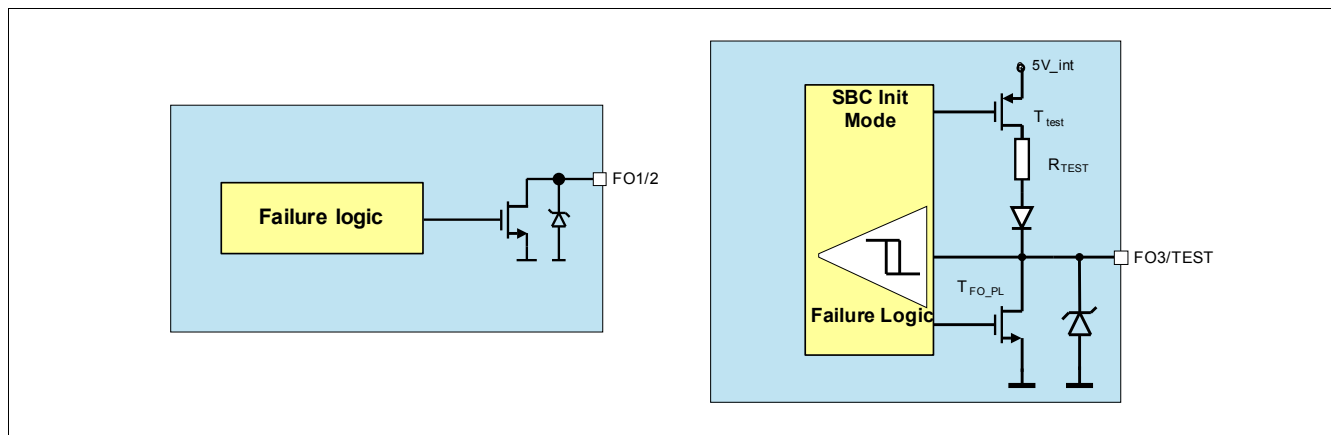 Failure logic
FO1/2
5V_int
SBC Init
Mode
T test
R TEST
FO3/TEST
T FO_PL
Failure Logic